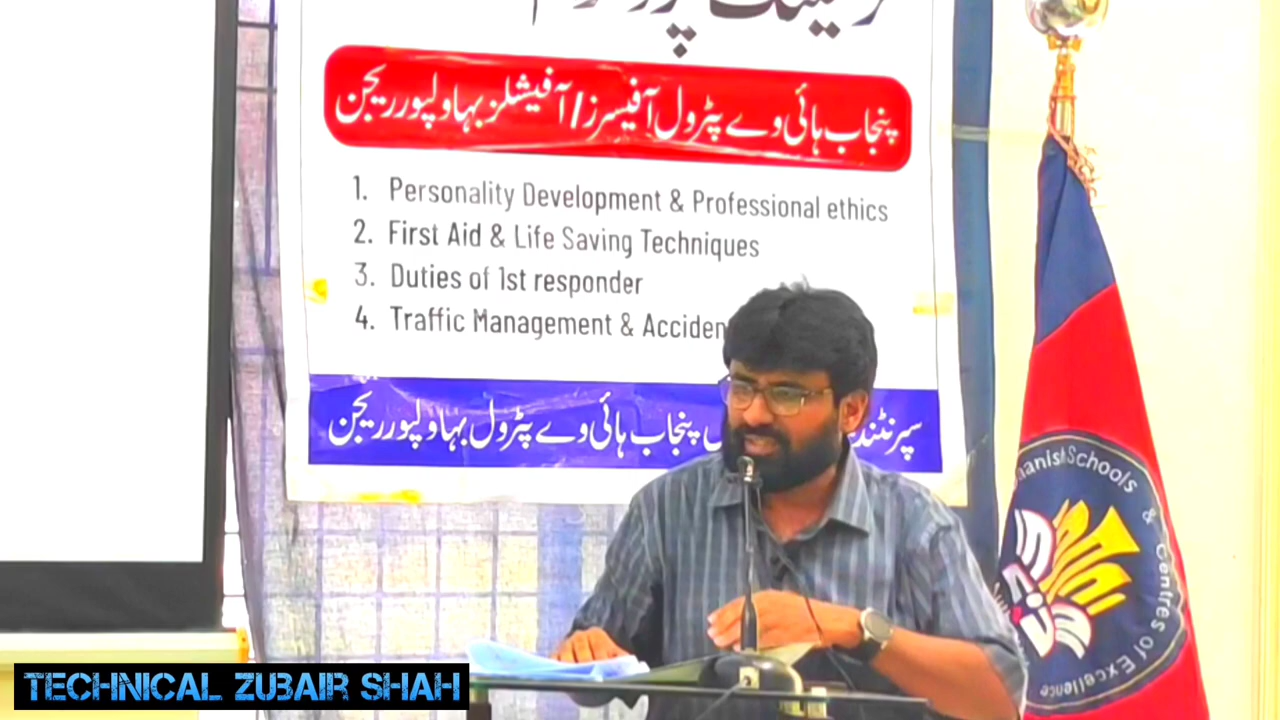 ٹریننگ پروگرام
پنجاب ہائی وے پٹرول آفیسرز/آفیشلز بہاولپور ریجن
1. Personality Development & Professional ethics
2. First Aid & Life Saving Techniques
3. Duties of 1st responder
4. Traffic Management &
پنجاب ہائی وے پٹرول بہاولپور ریجن
Schools & Centres of Excellence
TECHNICAL ZUBAIR SHAH